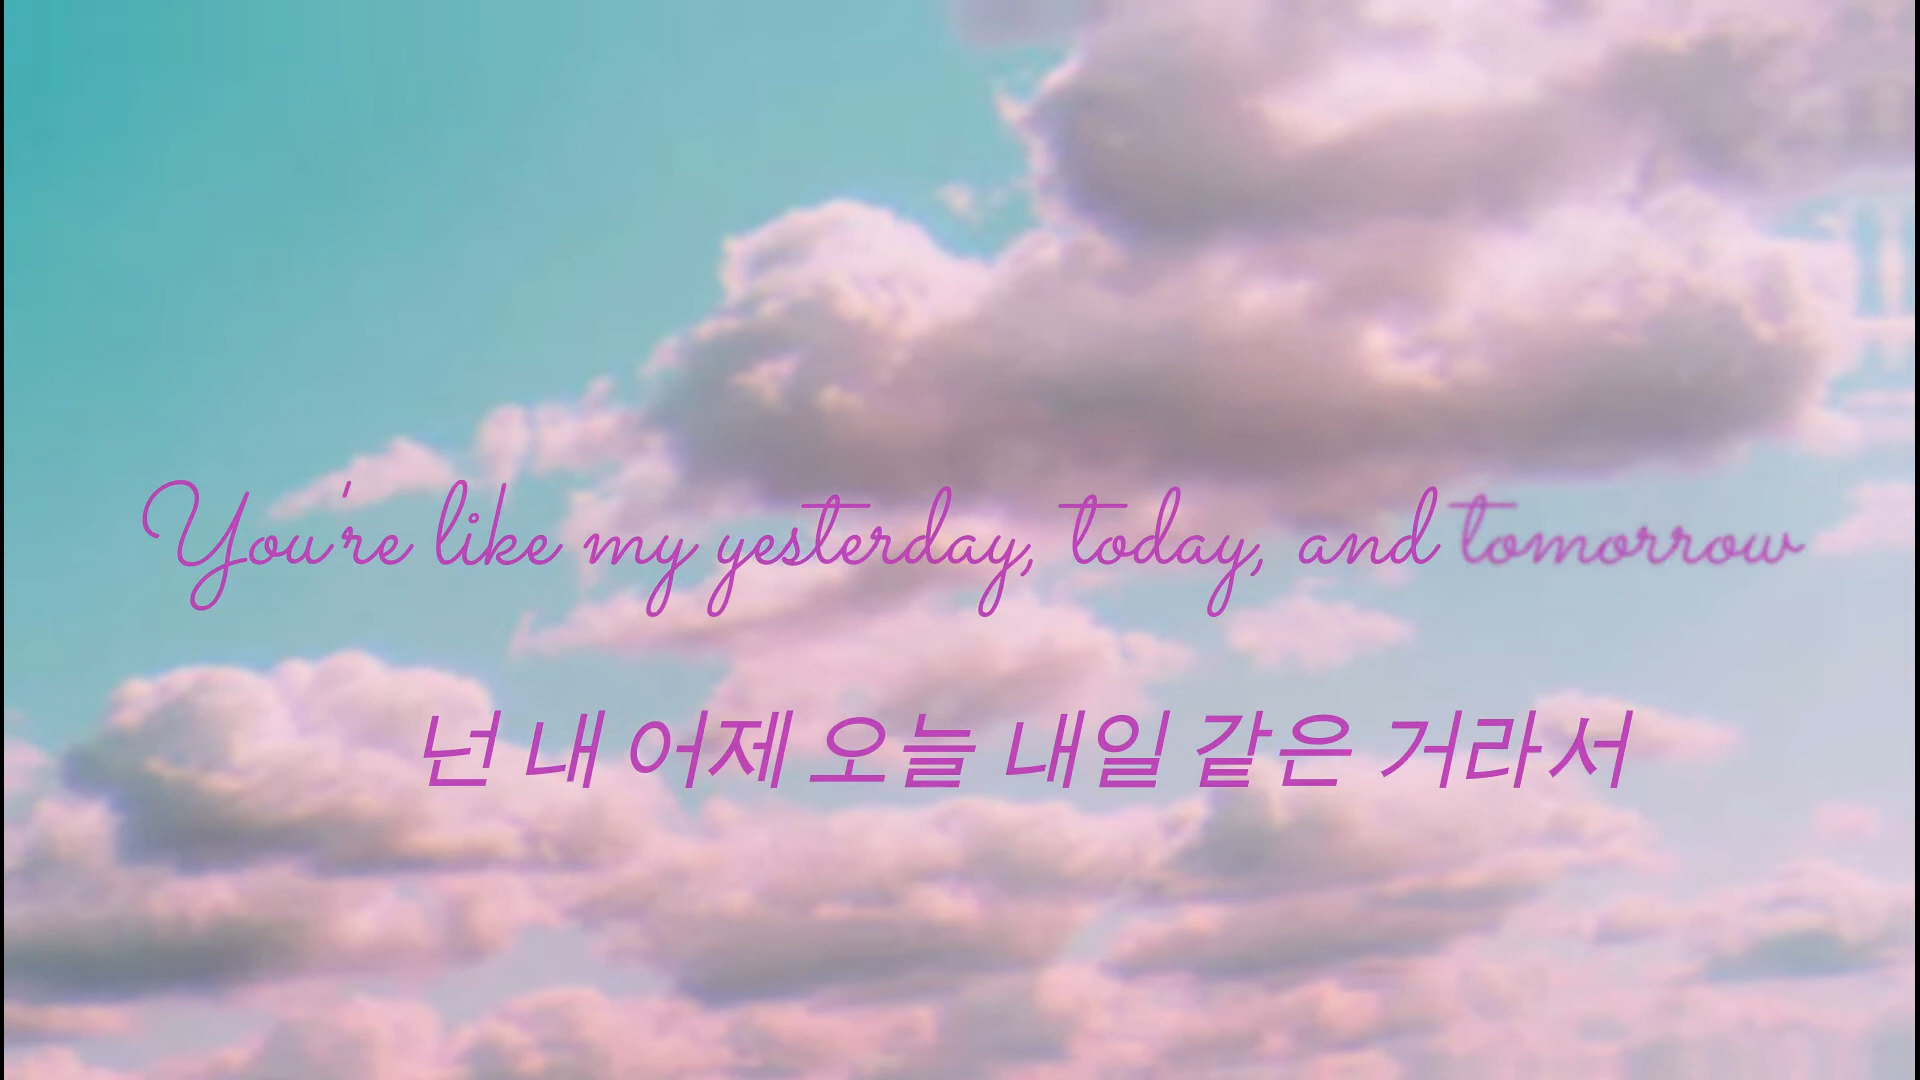 You're like my yesterday, today, and tomorrow
넌 내 어제 오늘 내일 같은 거라서